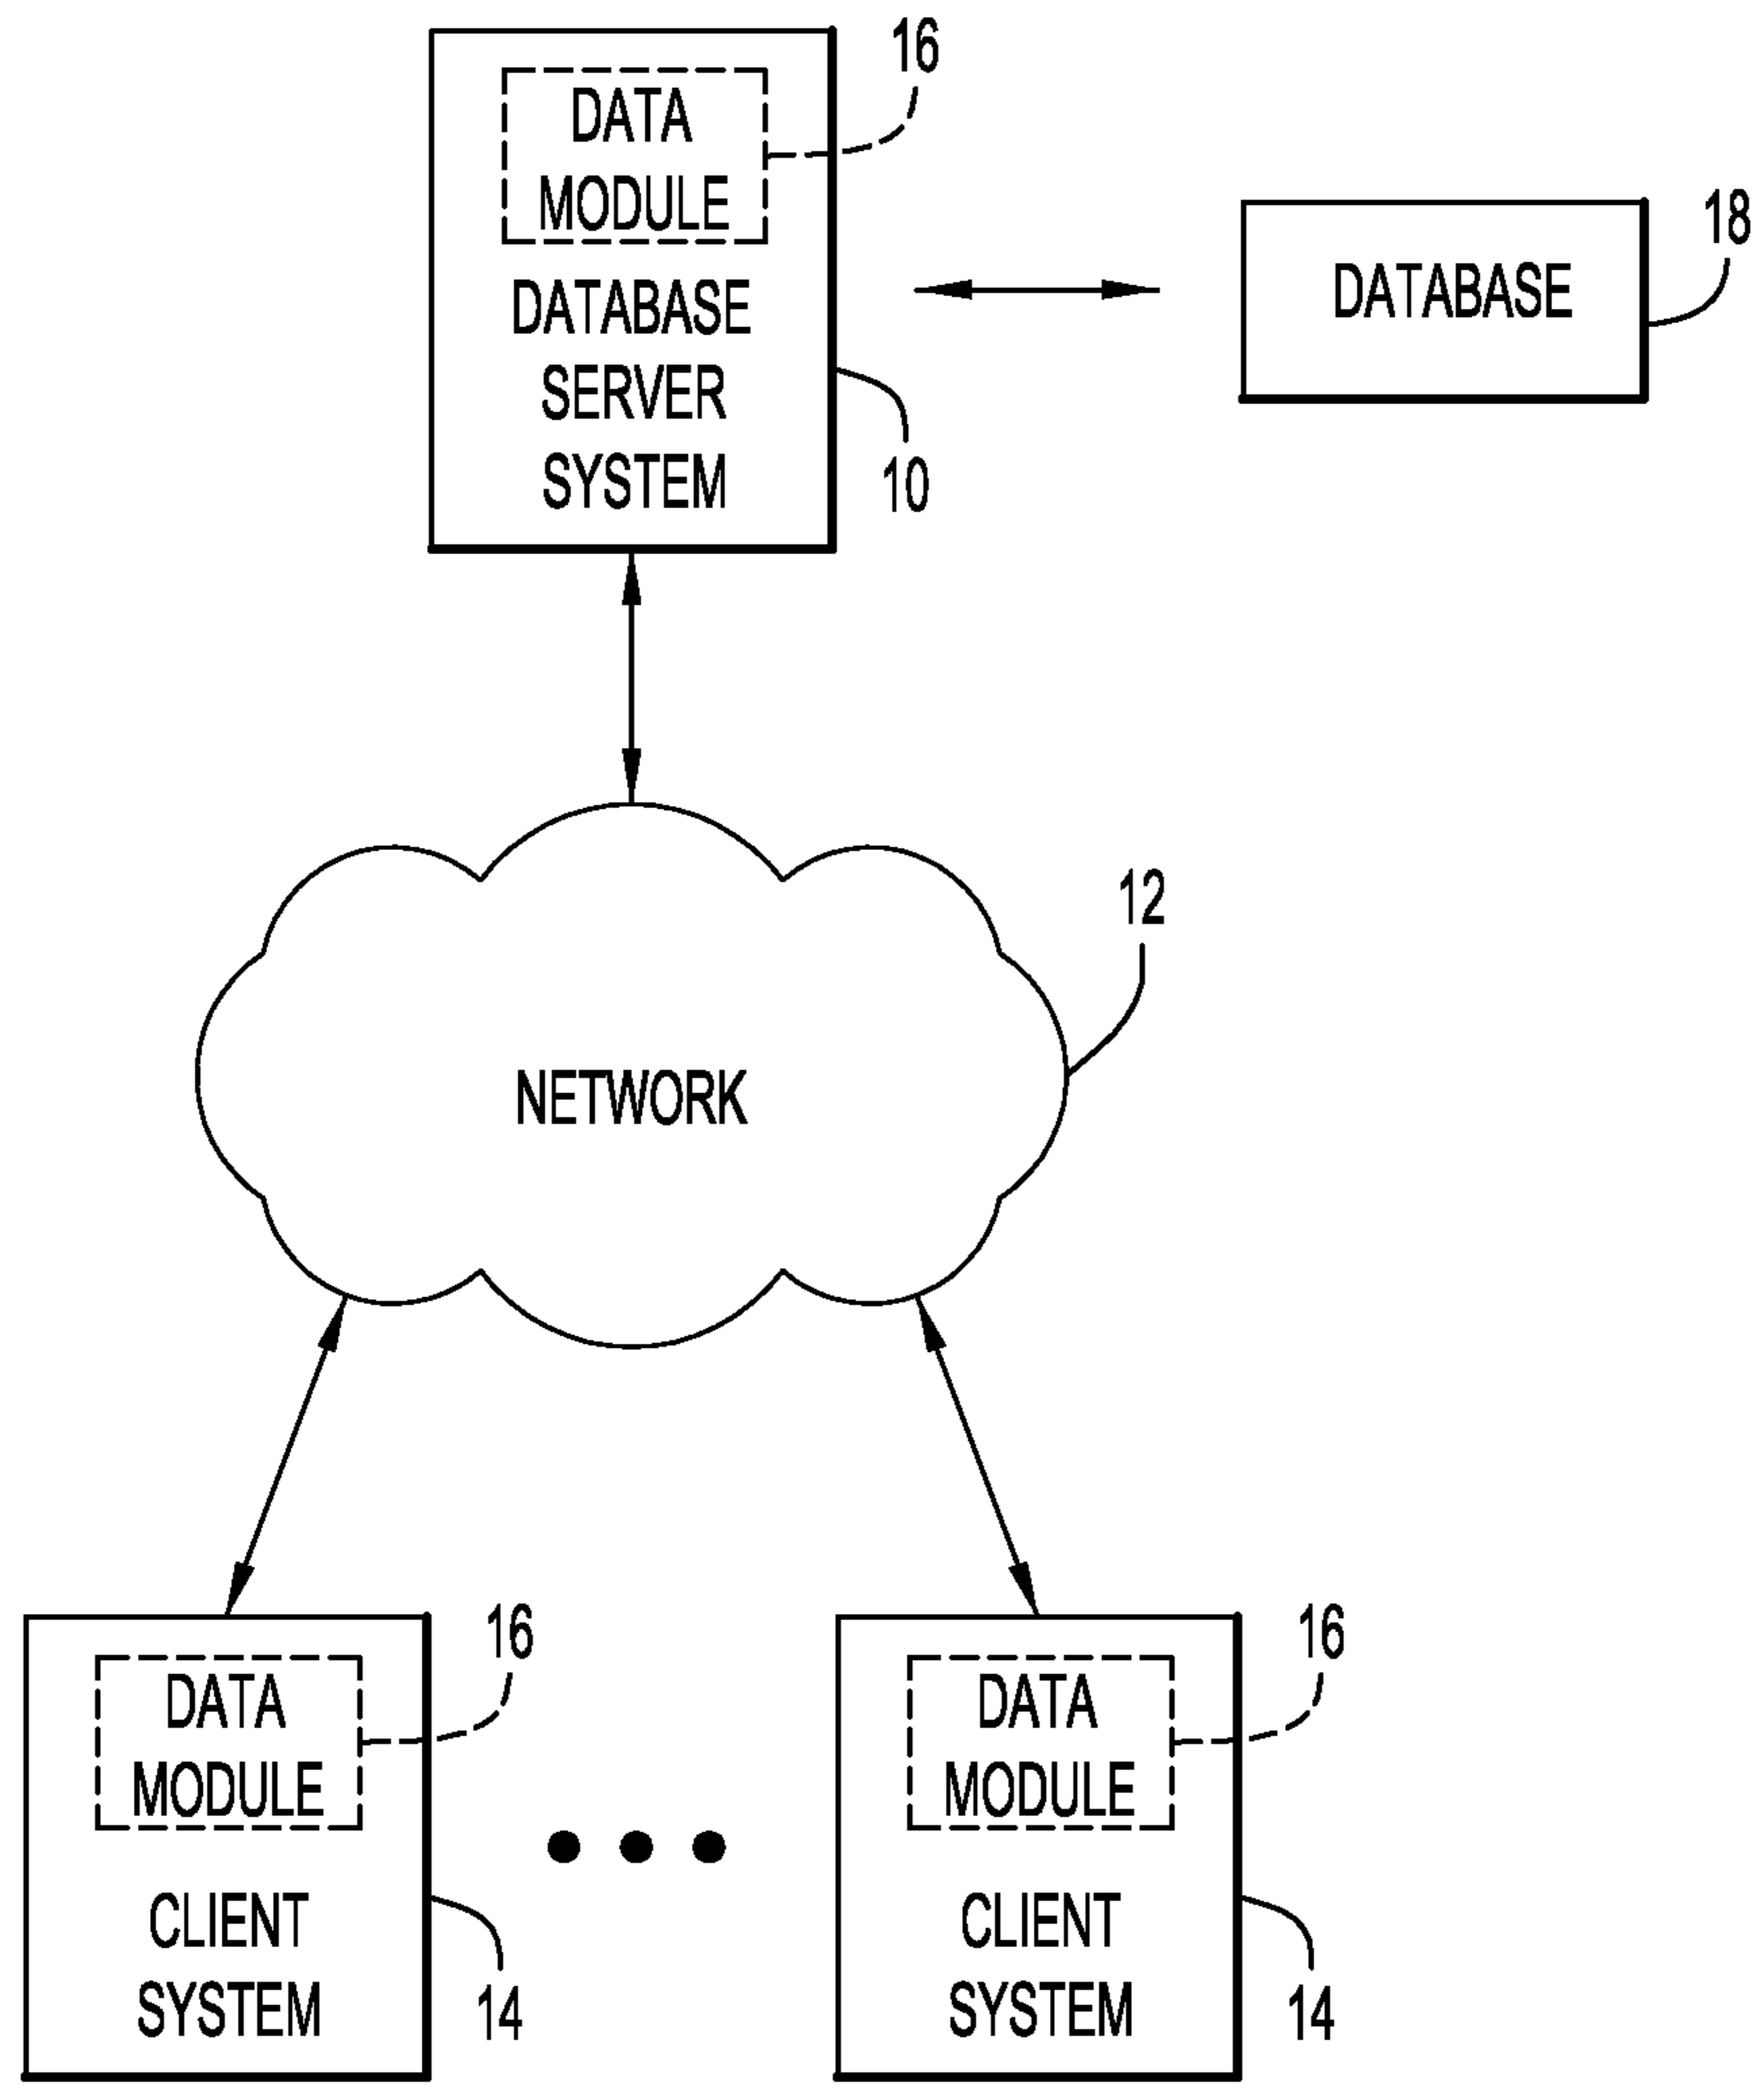 16
DATA
MODULE
DATABASE
SERVER
SYSTEM
10
18
DATABASE
12
NETWORK
16
DATA
MODULE
CLIENT
SYSTEM
14
16
DATA
MODULE
CLIENT
SYSTEM
14